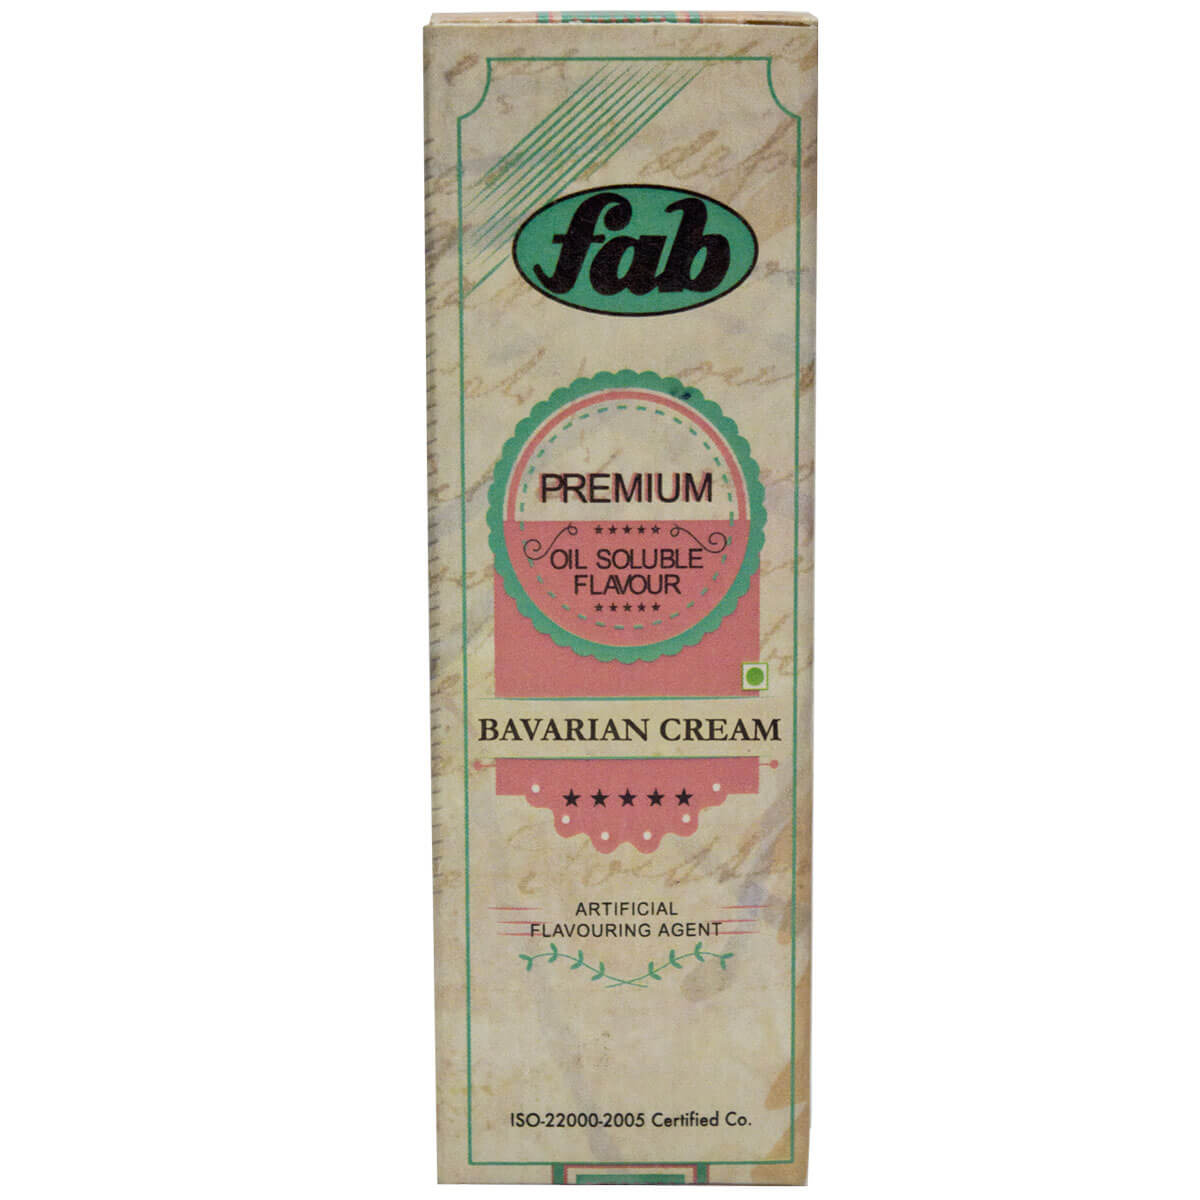 fab
PREMIUM
OIL SOLUBLE
FLAVOUR
BAVARIAN CREAM
ARTIFICIAL
FLAVOURING AGENT
ISO-22000-2005 Certified Co.